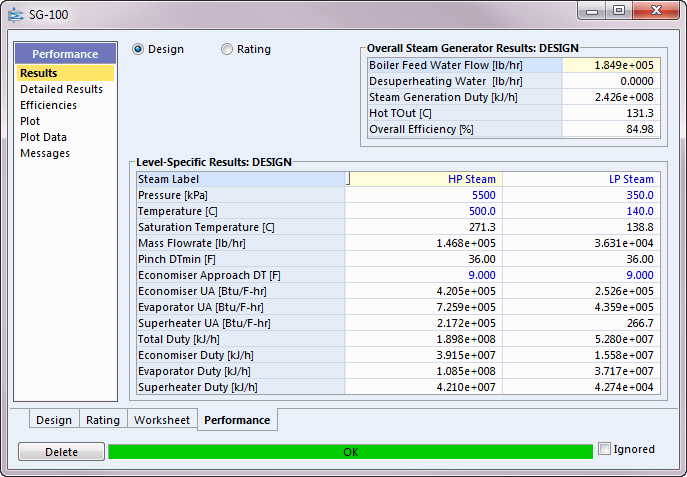 SG-100
Performance
Results
Detailed Results
Efficiencies
Plot
Plot Data
Messages
Design Rating
Overall Steam Generator Results: DESIGN
Boiler Feed Water Flow [lb/hr] 1.849e+005
Desuperheating Water [lb/hr] 0.0000
Steam Generation Duty [kJ/h] 2.426e+008
Hot TOut [C] 131.3
Overall Efficiency [%] 84.98
Level-Specific Results: DESIGN
Steam Label HP Steam LP Steam
Pressure [kPa] 5500 350.0
Temperature [C] 500.0 140.0
Saturation Temperature [C] 271.3 138.8
Mass Flowrate [lb/hr] 1.468e+005 3.631e+004
Pinch DTmin [F] 36.00 36.00
Economiser Approach DT [F] 9.000 9.000
Economiser UA [Btu/F-hr] 4.205e+005 2.526e+005
Evaporator UA [Btu/F-hr] 7.259e+005 4.359e+005
Superheater UA [Btu/F-hr] 2.172e+005 266.7
Total Duty [kJ/h] 1.898e+008 5.280e+007
Economiser Duty [kJ/h] 3.915e+007 1.558e+007
Evaporator Duty [kJ/h] 1.085e+008 3.717e+007
Superheater Duty [kJ/h] 4.210e+007 4.274e+004
Design Rating Worksheet Performance
Delete OK Ignored